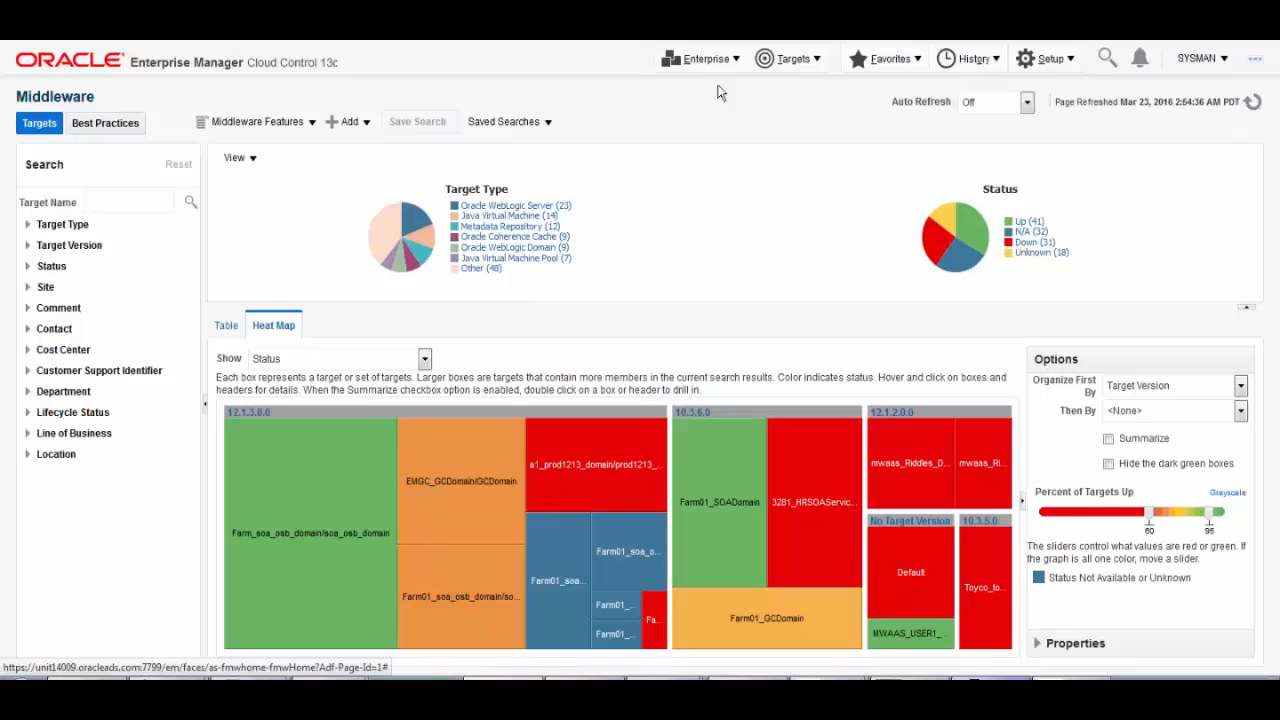 ORACLE Enterprise Manager Cloud Control 13c
Enterprise Targets Favorites History Setup SYSMAN
Middleware
Auto Refresh Off Page Refreshed Mar 23, 2016 2:54:36 AM PDT
Targets Best Practices
Middleware Features Add Save Search Saved Searches
Search Reset
Target Name
Target Type
Target Version
Status
Site
Comment
Contact
Cost Center
Customer Support Identifier
Department
Lifecycle Status
Line of Business
Location
View
Target Type
Oracle WebLogic Server (23)
Java Virtual Machine (14)
Metadata Repository (12)
Oracle Coherence Cache (9)
Oracle WebLogic Domain (9)
Java Virtual Machine Pool (7)
Other (48)
Status
Up (41)
N/A (32)
Down (31)
Unknown (18)
Table Heat Map
Show Status
Each box represents a target or set of targets. Larger boxes are targets that contain more members in the current search results. Color indicates status. Hover and click on boxes and
headers for details. When the Summarize checkbox option is enabled, double click on a box or header to drill in.
12.1.3.0.0
Farm_soa_osb_domain/soa_osb_domain
EMGC_GCDomain/GCDomain
Farm01_soa_osb_domain/so...
a1_prod1213_domain/prod1213_...
Farm01_soa...
Farm01_soa_o...
Farm01_...
Farm01_...
Fa...
10.3.6.0
Farm01_SOADomain
3281_HRSOAServic...
Farm01_GCDomain
12.1.2.0.0
mwaas_Riddles_D...
mwaas_Ri...
No Target Version
Default
MWAAS_USER1_...
10.3.5.0
Toyco_to...
Options
Organize First By Target Version
Then By <None>
Summarize
Hide the dark green boxes
Percent of Targets Up Grayscale
60 95
The sliders control what values are red or green. If
the graph is all one color, move a slider.
Status Not Available or Unknown
Properties
https://unit14009.oracleads.com:7799/em/faces/as-fmwhome-fmwHome?Adf-Page-Id=1#